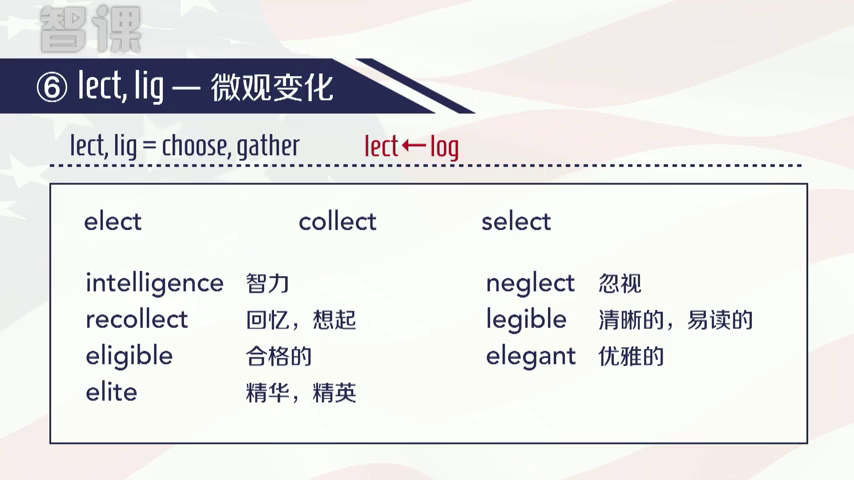 智课
⑥ lect, lig — 微观变化
lect, lig = choose, gather lect←log
elect collect select
intelligence 智力 neglect 忽视
recollect 回忆，想起 legible 清晰的，易读的
eligible 合格的 elegant 优雅的
elite 精华，精英